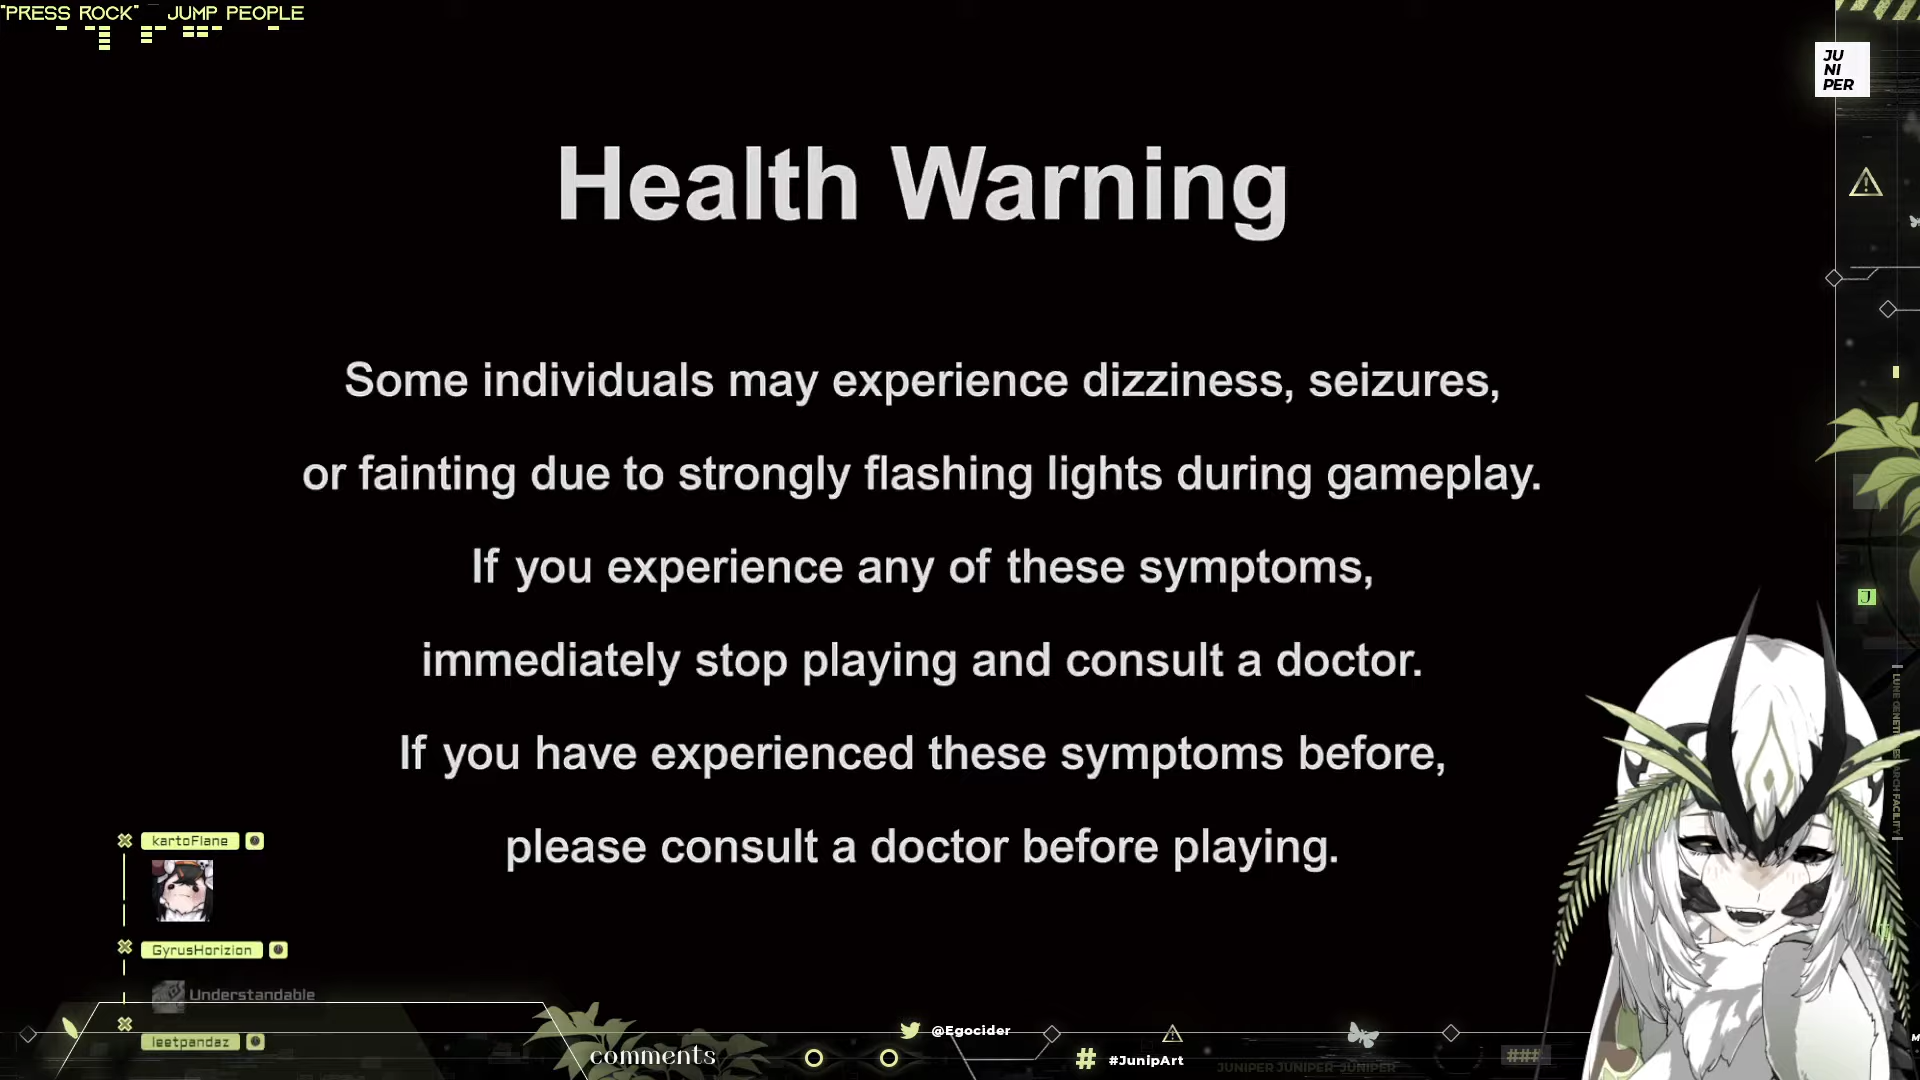 "PRESS ROCK" - JUMP PEOPLE
JU
NI
PER
Health Warning
Some individuals may experience dizziness, seizures,
or fainting due to strongly flashing lights during gameplay.
If you experience any of these symptoms,
immediately stop playing and consult a doctor.
If you have experienced these symptoms before,
please consult a doctor before playing.
J
kartoFlane
GyrusHorizion
Understandable
leetpandaz
comments
@Egocider
# #JunipArt
JUNIPER JUNIPER JUNIPER
###